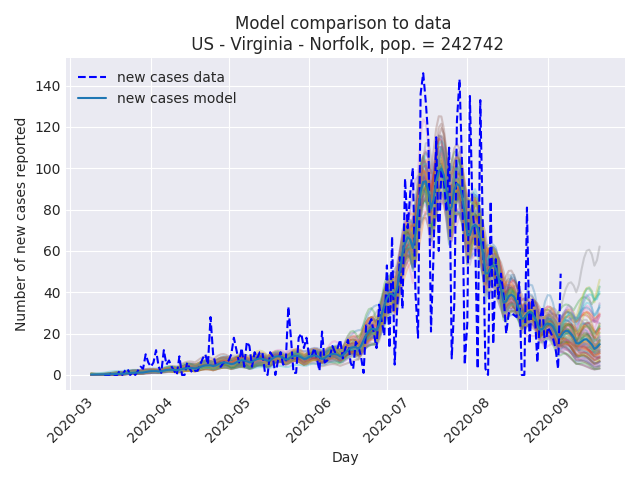 Model comparison to data
US - Virginia - Norfolk, pop. = 242742
new cases data
new cases model
Number of new cases reported
140
120
100
80
60
40
20
0
2020-03
2020-04
2020-05
2020-06
2020-07
2020-08
2020-09
Day